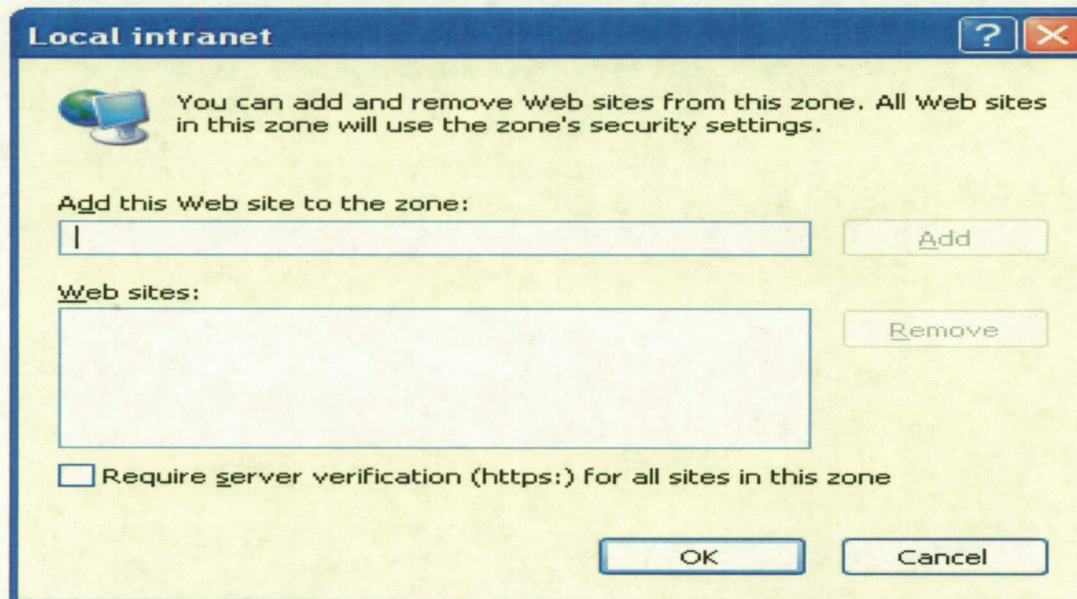 Local intranet
?
You can add and remove Web sites from this zone. All Web sites
in this zone will use the zone's security settings.
Add this Web site to the zone:
Add
Web sites:
Remove
Require server verification (https:) for all sites in this zone
OK
Cancel